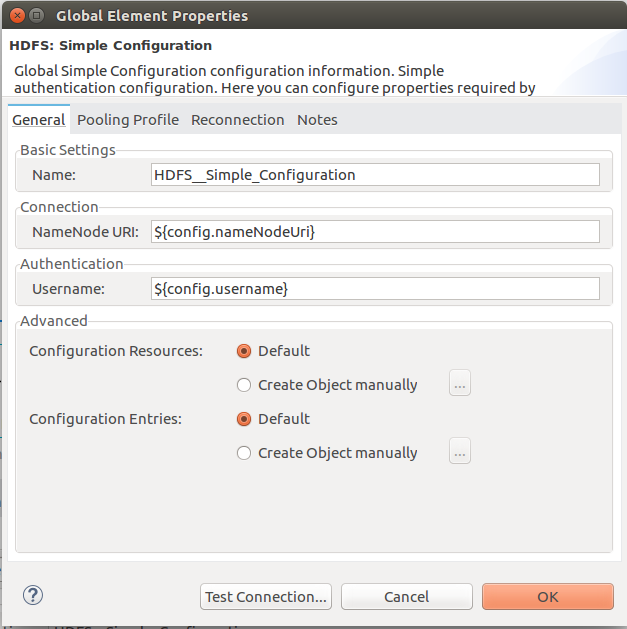 Global Element Properties
HDFS: Simple Configuration
Global Simple Configuration configuration information. Simple
authentication configuration. Here you can configure properties required by
General Pooling Profile Reconnection Notes
Basic Settings
Name: HDFS__Simple_Configuration
Connection
NameNode URI: ${config.nameNodeUri}
Authentication
Username: ${config.username}
Advanced
Configuration Resources: Default
Create Object manually ...
Configuration Entries: Default
Create Object manually ...
? Test Connection... Cancel OK